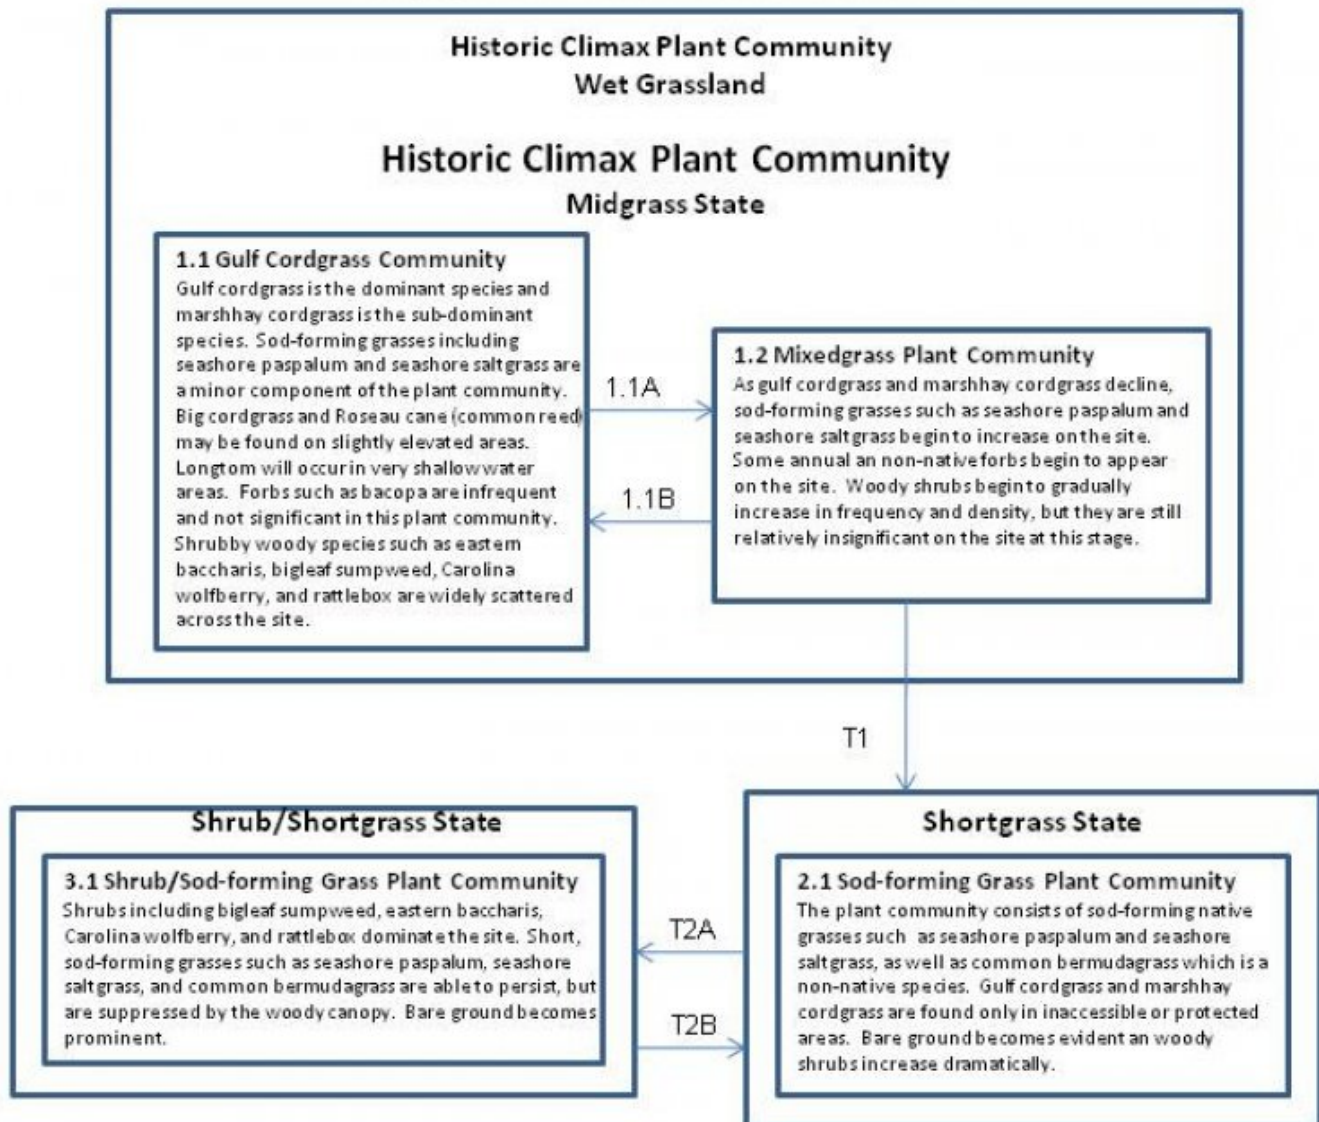 Historic Climax Plant Community
Wet Grassland
Historic Climax Plant Community
Midgrass State
1.1 Gulf Cordgrass Community
Gulf cordgrass is the dominant species and
marshhay cordgrass is the sub-dominant
species. Sod-forming grasses including
seashore paspalum and seashore saltgrass are
a minor component of the plant community.
Big cordgrass and Roseau cane (common reed)
may be found on slightly elevated areas.
Longtom will occur in very shallow water
areas. Forbs such as bacopa are infrequent
and not significant in this plant community.
Shrubby woody species such as eastern
baccharis, bigleaf sumpweed, Carolina
wolfberry, and rattlebox are widely scattered
across the site.
1.1A
1.1B
1.2 Mixedgrass Plant Community
As gulf cordgrass and marshhay cordgrass decline,
sod-forming grasses such as seashore paspalum and
seashore saltgrass begin to increase on the site.
Some annual an non-native forbs begin to appear
on the site. Woody shrubs begin to gradually
increase in frequency and density, but they are still
relatively insignificant on the site at this stage.
T1
Shrub/Shortgrass State
3.1 Shrub/Sod-forming Grass Plant Community
Shrubs including bigleaf sumpweed, eastern baccharis,
Carolina wolfberry, and rattlebox dominate the site. Short,
sod-forming grasses such as seashore paspalum, seashore
saltgrass, and common bermudagrass are able to persist, but
are suppressed by the woody canopy. Bare ground becomes
prominent.
T2A
T2B
Shortgrass State
2.1 Sod-forming Grass Plant Community
The plant community consists of sod-forming native
grasses such as seashore paspalum and seashore
saltgrass, as well as common bermudagrass which is a
non-native species. Gulf cordgrass and marshhay
cordgrass are found only in inaccessible or protected
areas. Bare ground becomes evident an woody
shrubs increase dramatically.